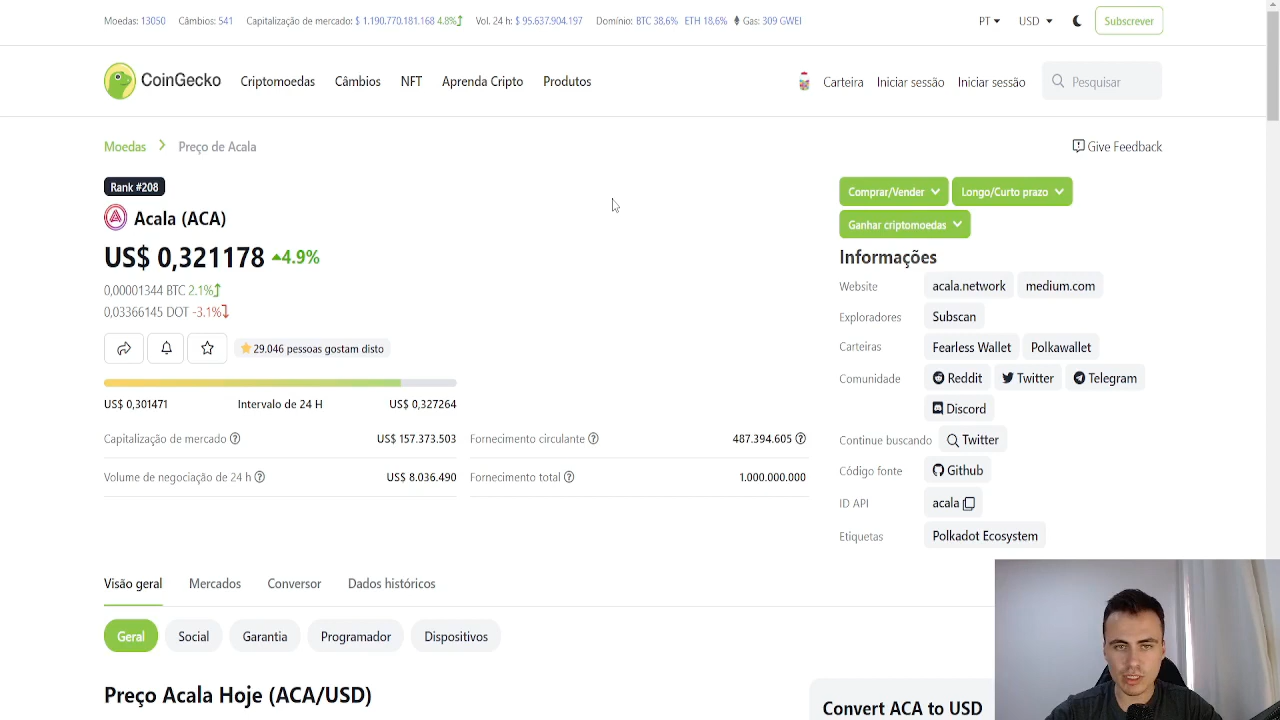 Moedas: 13050 Câmbios: 541 Capitalização de mercado: $ 1.190.770.181.168 4.8% Vol. 24 h: $ 95.637.904.197 Domínio: BTC 38.6% ETH 18,6% Gas: 309 GWEI PT USD Subscrever
CoinGecko Criptomoedas Câmbios NFT Aprenda Cripto Produtos Carteira Iniciar sessão Iniciar sessão Pesquisar
Moedas Preço de Acala Give Feedback
Rank #208
Acala (ACA)
US$ 0,321178 4.9%
0,00001344 BTC 2.1%
0,03366145 DOT -3.1%
29.046 pessoas gostam disto
US$ 0,301471 Intervalo de 24 H US$ 0,327264
Capitalização de mercado US$ 157.373.503 Fornecimento circulante 487.394.605
Volume de negociação de 24 h US$ 8.036.490 Fornecimento total 1.000.000.000
Comprar/Vender Longo/Curto prazo
Ganhar criptomoedas
Informações
Website acala.network medium.com
Exploradores Subscan
Carteiras Fearless Wallet Polkawallet
Comunidade Reddit Twitter Telegram
Discord
Continue buscando Twitter
Código fonte Github
ID API acala
Etiquetas Polkadot Ecosystem
Visão geral Mercados Conversor Dados históricos
Geral Social Garantia Programador Dispositivos
Preço Acala Hoje (ACA/USD)
Convert ACA to USD